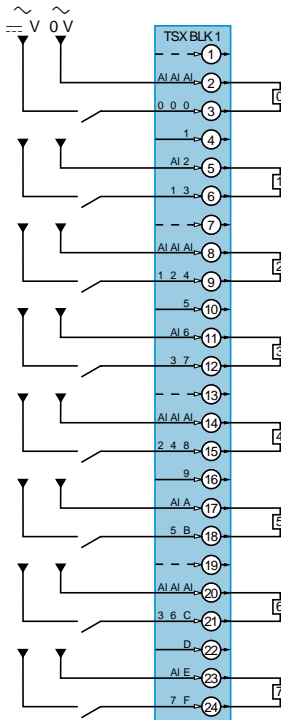 ∼ ∼
⎓ V 0 V
TSX BLK 1
1
AI AI AI 2
0 0 0 3 0
1 4
AI 2 5
1 3 6 1
7
AI AI AI 8
1 2 4 9 2
5 10
AI 6 11
3 7 12 3
13
AI AI AI 14
2 4 8 15 4
9 16
AI A 17
5 B 18 5
19
AI AI AI 20
3 6 C 21 6
D 22
AI E 23
7 F 24 7